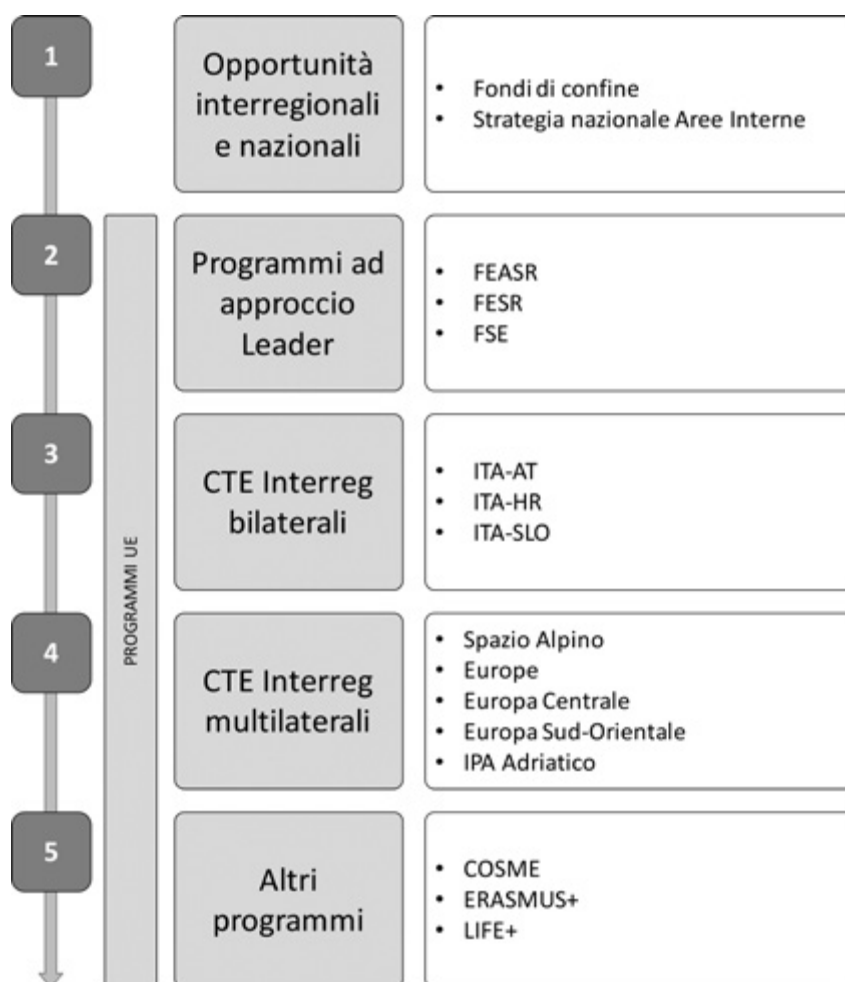 1
Opportunità
interregionali
e nazionali
• Fondi di confine
• Strategia nazionale Aree Interne
PROGRAMMI UE
2
Programmi ad
approccio
Leader
• FEASR
• FESR
• FSE
3
CTE Interreg
bilaterali
• ITA-AT
• ITA-HR
• ITA-SLO
4
CTE Interreg
multilaterali
• Spazio Alpino
• Europe
• Europa Centrale
• Europa Sud-Orientale
• IPA Adriatico
5
Altri
programmi
• COSME
• ERASMUS+
• LIFE+